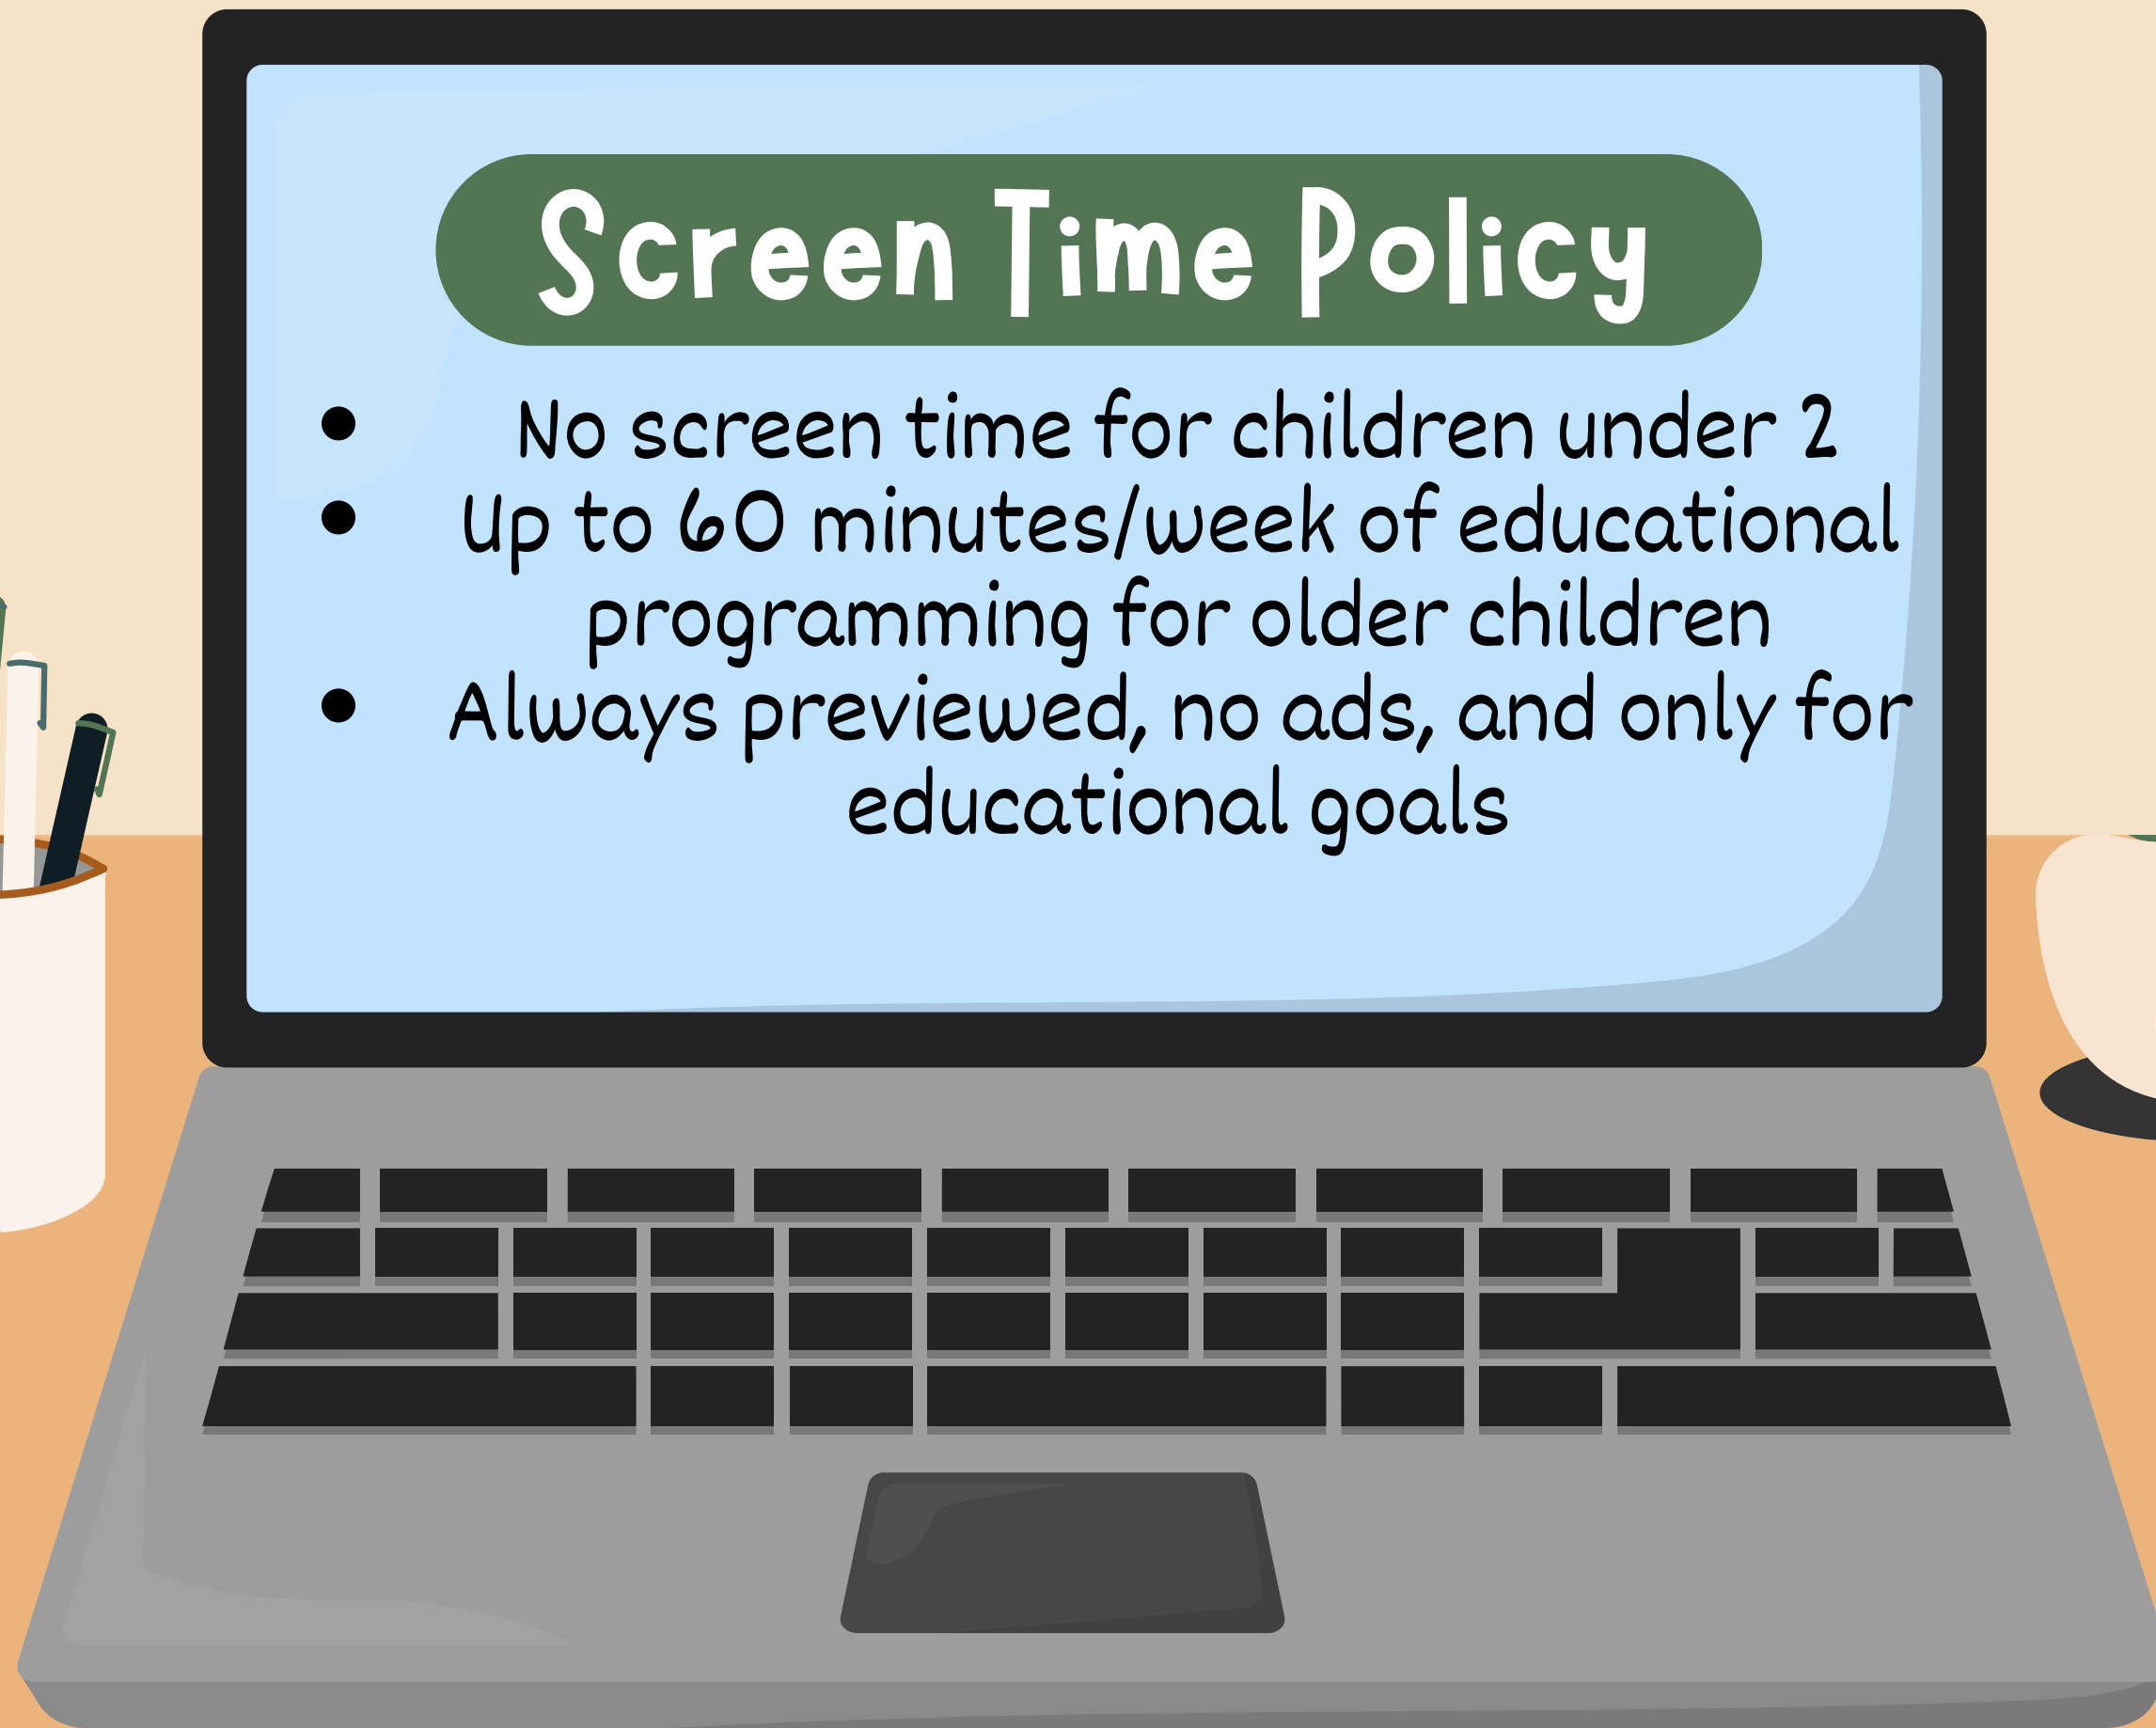 Screen Time Policy
• No screen time for children under 2
• Up to 60 minutes/week of educational
programming for older children
• Always previewed, no ads, and only for
educational goals